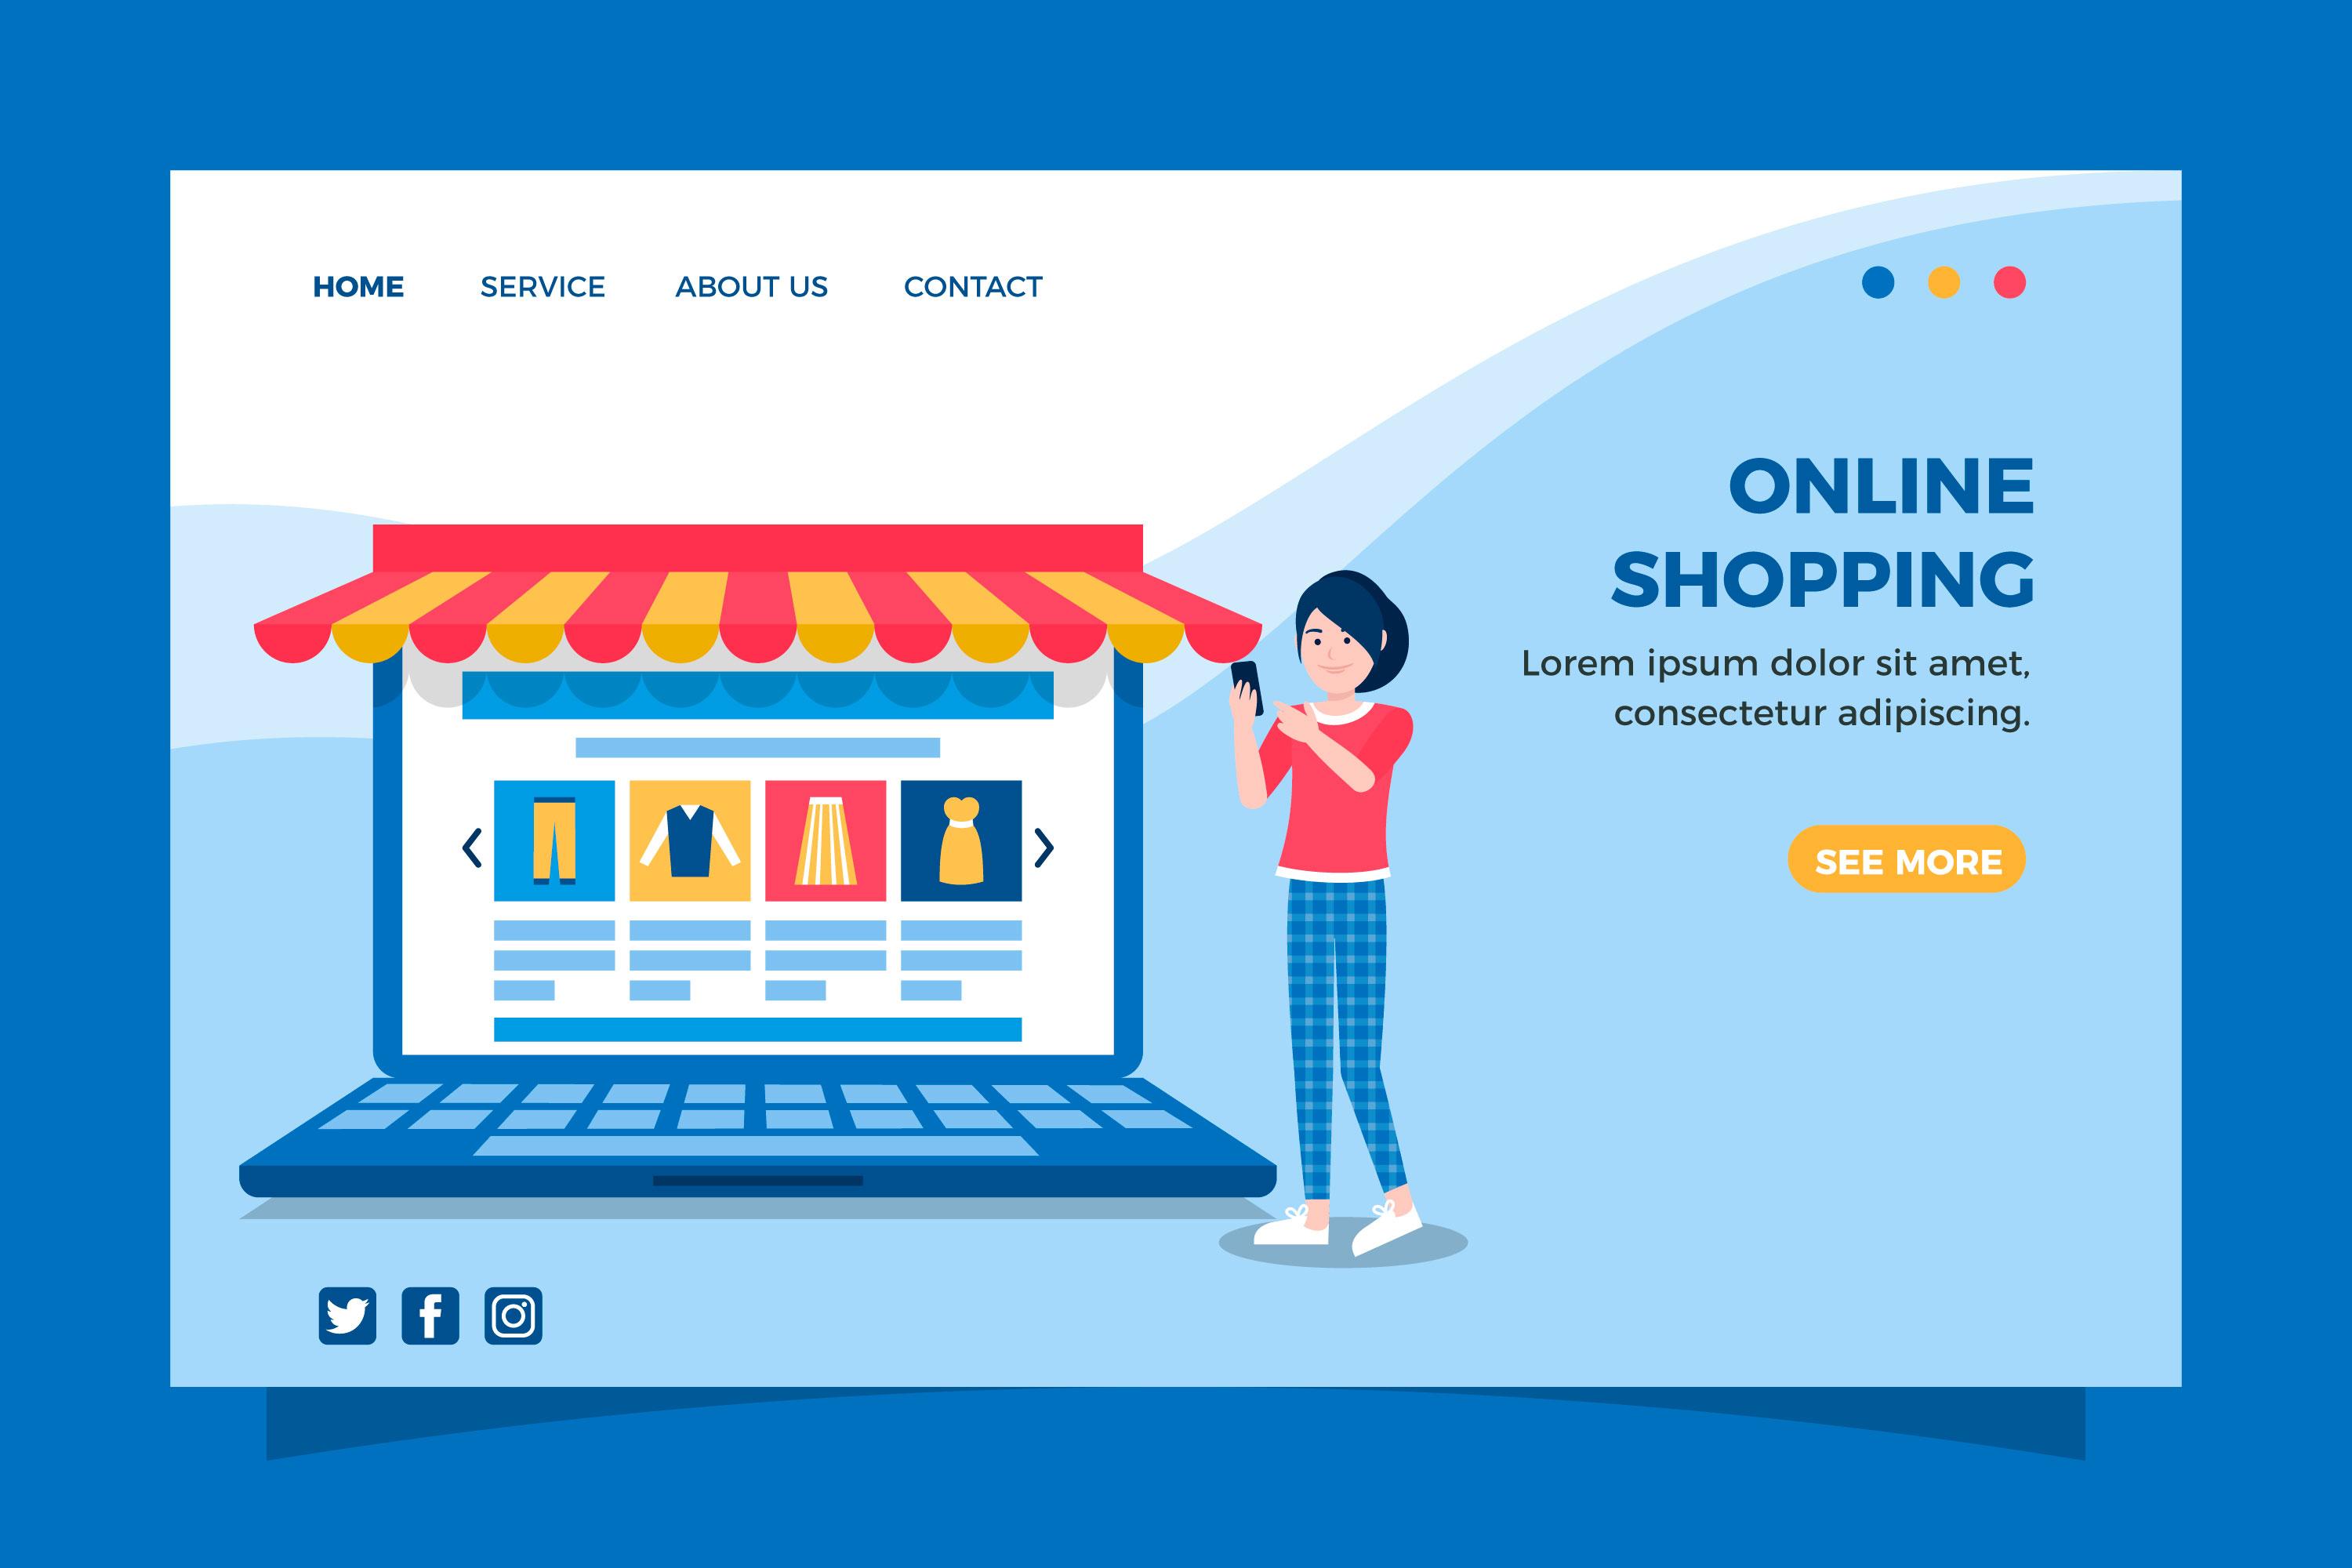 HOME SERVICE ABOUT US CONTACT
ONLINE
SHOPPING
Lorem ipsum dolor sit amet,
consectetur adipiscing.
SEE MORE